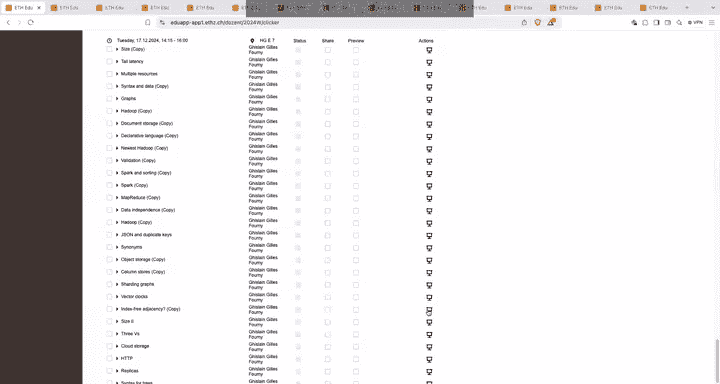 ETH Edu ETH Edu ETH Edu ETH Edu ETH Edu ETH Edu ETH Edu ETH Edu
eduapp-app1.ethz.ch/dozent/2024W/clicker VPN
Tuesday, 17.12.2024, 14:15 - 16:00 HG E 7 Status Share Preview Actions
Size (Copy) Ghislain Gilles Fourny
Tail latency Ghislain Gilles Fourny
Multiple resources Ghislain Gilles Fourny
Syntax and data (Copy) Ghislain Gilles Fourny
Graphs Ghislain Gilles Fourny
Hadoop (Copy) Ghislain Gilles Fourny
Document storage (Copy) Ghislain Gilles Fourny
Declarative language (Copy) Ghislain Gilles Fourny
Newest Hadoop (Copy) Ghislain Gilles Fourny
Validation (Copy) Ghislain Gilles Fourny
Spark and sorting (Copy) Ghislain Gilles Fourny
Spark (Copy) Ghislain Gilles Fourny
MapReduce (Copy) Ghislain Gilles Fourny
Data independence (Copy) Ghislain Gilles Fourny
Hadoop (Copy) Ghislain Gilles Fourny
JSON and duplicate keys Ghislain Gilles Fourny
Synonyms Ghislain Gilles Fourny
Object storage (Copy) Ghislain Gilles Fourny
Column stores (Copy) Ghislain Gilles Fourny
Sharding graphs Ghislain Gilles Fourny
Vector clocks Ghislain Gilles Fourny
Index-free adjacency? (Copy) Ghislain Gilles Fourny
Size II Ghislain Gilles Fourny
Three Vs Ghislain Gilles Fourny
Cloud storage Ghislain Gilles Fourny
HTTP Ghislain Gilles Fourny
Replicas Ghislain Gilles Fourny
Syntax for trees Ghislain Gilles